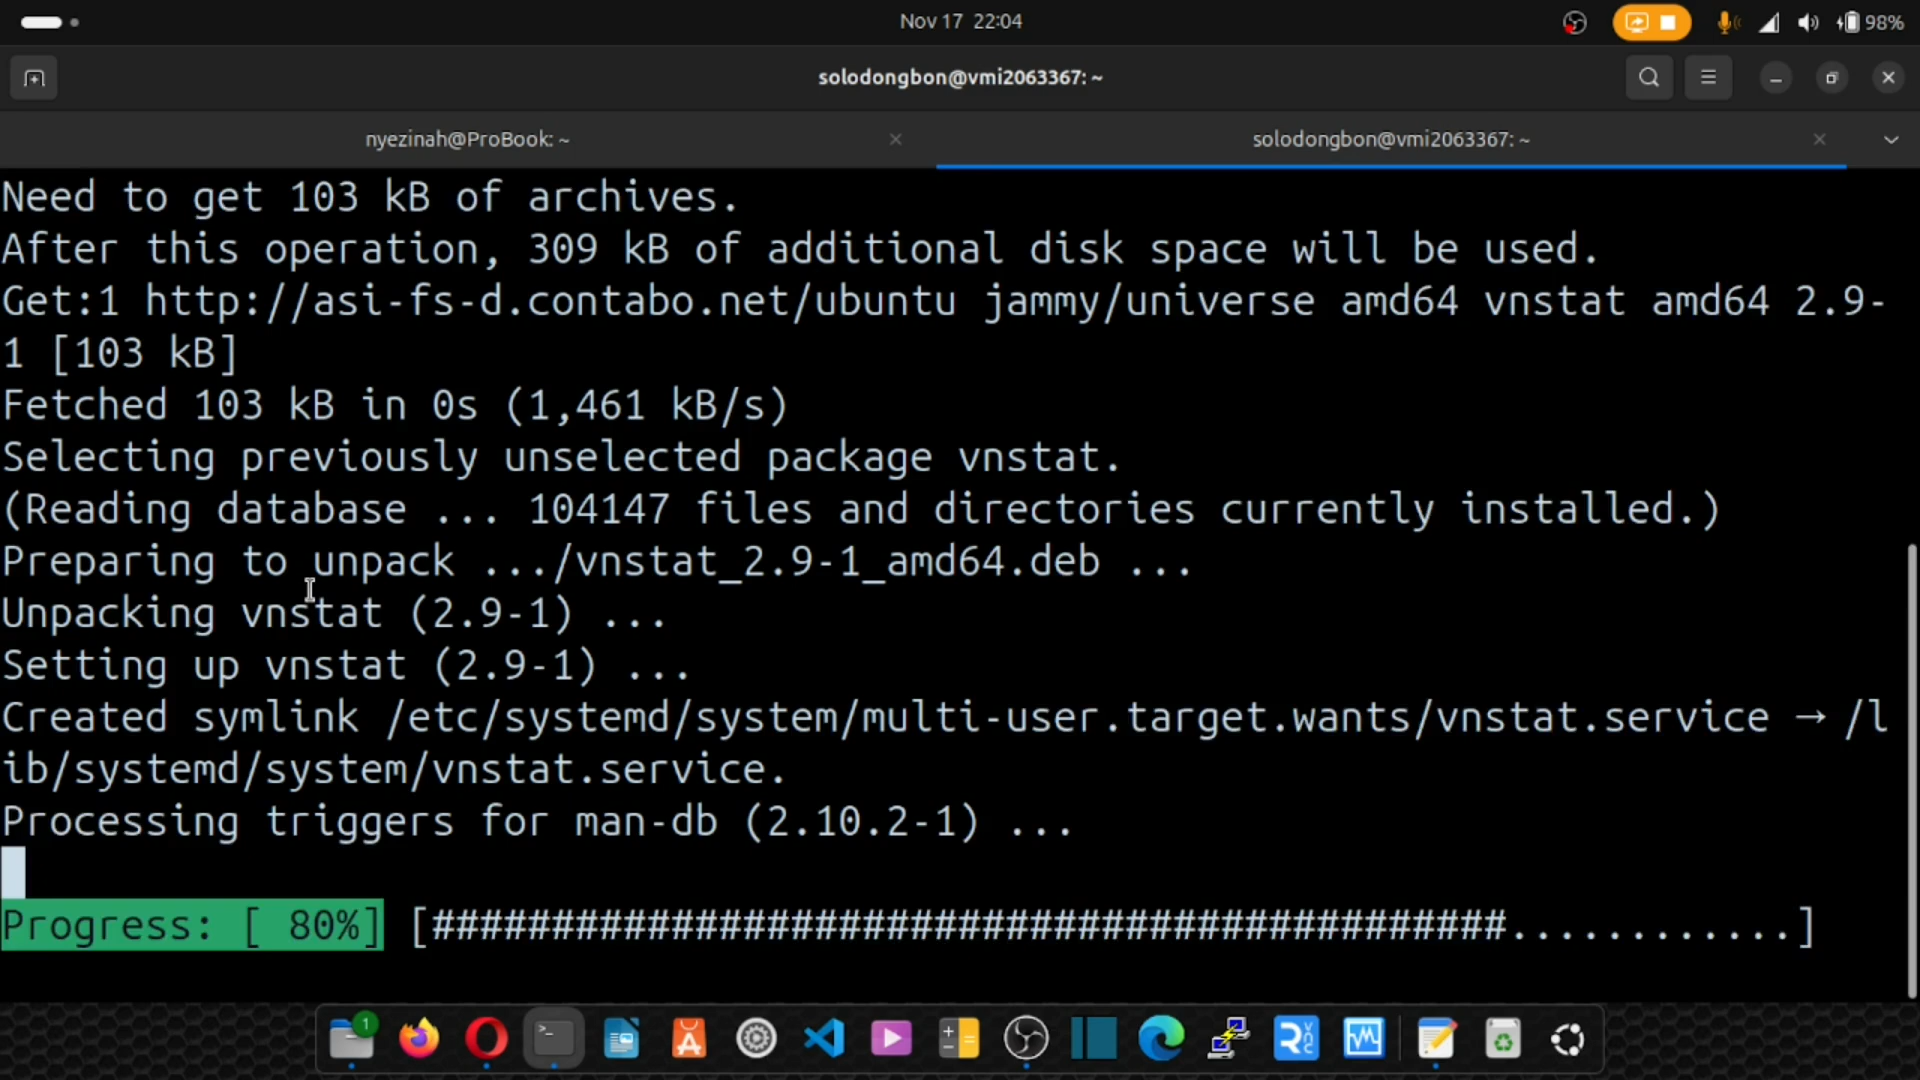 Nov 17 22:04
98%
solodongbon@vmi2063367: ~
nyezinah@ProBook: ~
solodongbon@vmi2063367: ~
Need to get 103 kB of archives.
After this operation, 309 kB of additional disk space will be used.
Get:1 http://asi-fs-d.contabo.net/ubuntu jammy/universe amd64 vnstat amd64 2.9-
1 [103 kB]
Fetched 103 kB in 0s (1,461 kB/s)
Selecting previously unselected package vnstat.
(Reading database ... 104147 files and directories currently installed.)
Preparing to unpack .../vnstat_2.9-1_amd64.deb ...
Unpacking vnstat (2.9-1) ...
Setting up vnstat (2.9-1) ...
Created symlink /etc/systemd/system/multi-user.target.wants/vnstat.service → /l
ib/systemd/system/vnstat.service.
Processing triggers for man-db (2.10.2-1) ...
Progress: [ 80%] [#############################################............]
1